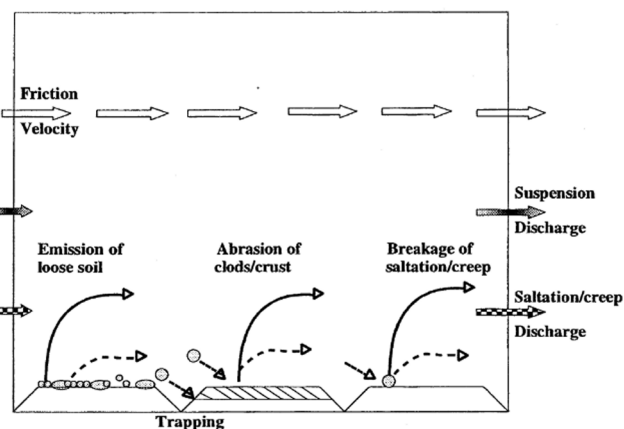 Friction
Velocity
Suspension
Discharge
Emission of
loose soil
Abrasion of
clods/crust
Breakage of
saltation/creep
Saltation/creep
Discharge
Trapping